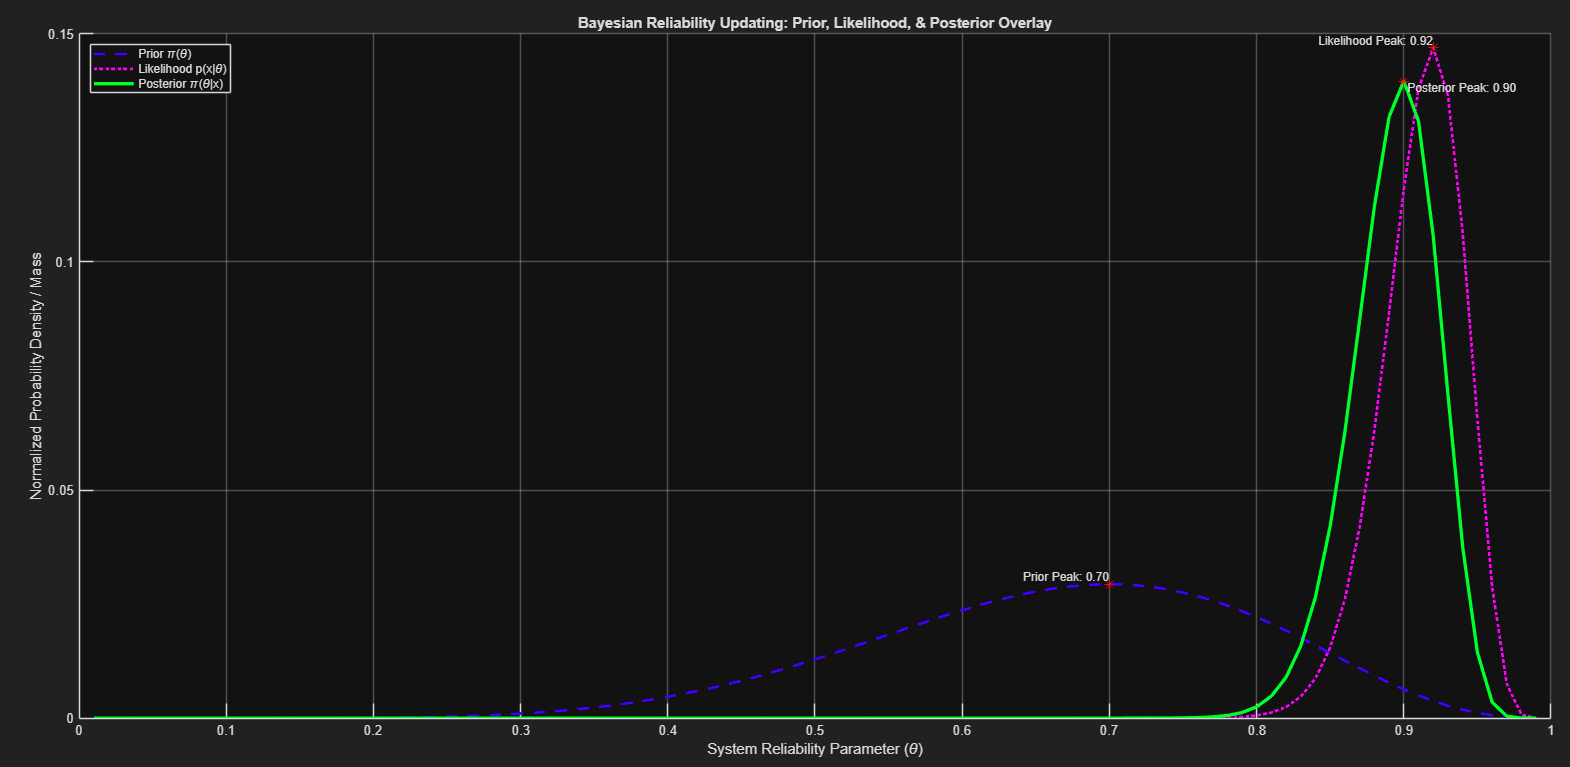 Bayesian Reliability Updating: Prior, Likelihood, & Posterior Overlay
Prior π(θ)
Likelihood p(x|θ)
Posterior π(θ|x)
Likelihood Peak: 0.92
Posterior Peak: 0.90
Prior Peak: 0.70
Normalized Probability Density / Mass
0.15
0.1
0.05
0
0 0.1 0.2 0.3 0.4 0.5 0.6 0.7 0.8 0.9 1
System Reliability Parameter (θ)